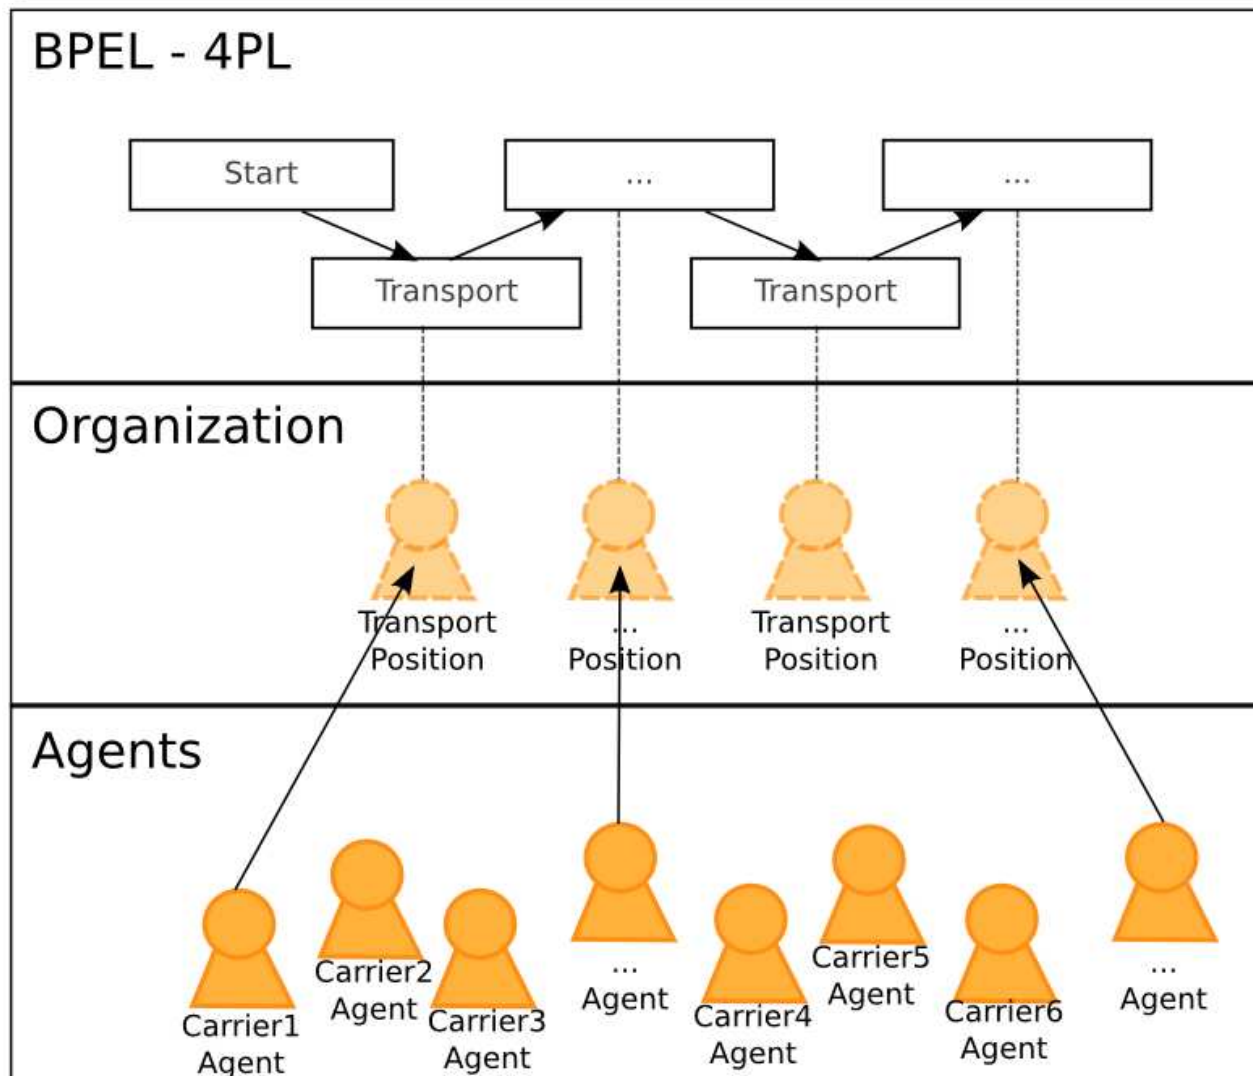 BPEL - 4PL
Start
...
...
Transport
Transport
Organization
Transport
Position
...
Position
Transport
Position
...
Position
Agents
Carrier1
Agent
Carrier2
Agent
Carrier3
Agent
...
Agent
Carrier4
Agent
Carrier5
Agent
Carrier6
Agent
...
Agent